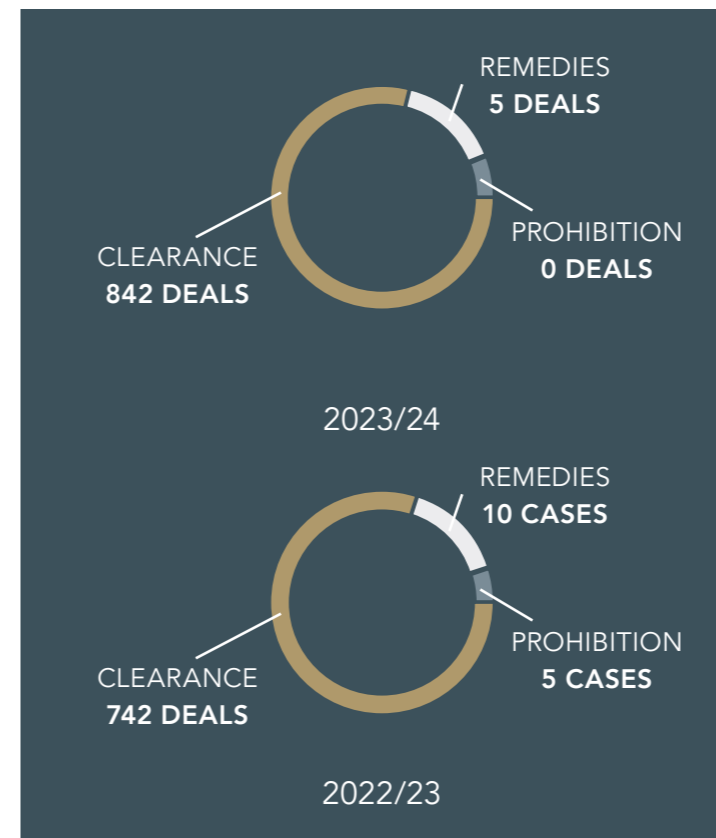 REMEDIES
5 DEALS
PROHIBITION
0 DEALS
CLEARANCE
842 DEALS
2023/24
REMEDIES
10 CASES
PROHIBITION
5 CASES
CLEARANCE
742 DEALS
2022/23